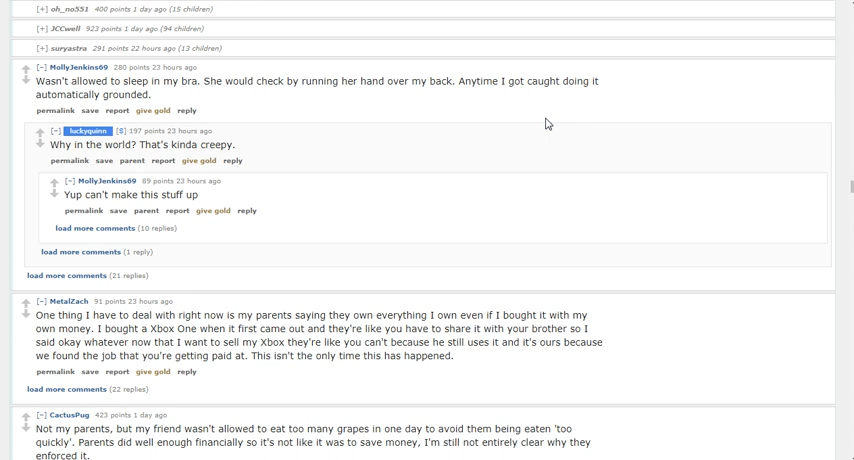 [+] oh_no551 400 points 1 day ago (15 children)
[+] JCCwell 923 points 1 day ago (94 children)
[+] suryastra 291 points 22 hours ago (13 children)
[–] MollyJenkins69 280 points 23 hours ago
Wasn't allowed to sleep in my bra. She would check by running her hand over my back. Anytime I got caught doing it
automatically grounded.
permalink save report give gold reply
[–] luckyquinn [S] 197 points 23 hours ago
Why in the world? That's kinda creepy.
permalink save parent report give gold reply
[–] MollyJenkins69 89 points 23 hours ago
Yup can't make this stuff up
permalink save parent report give gold reply
load more comments (10 replies)
load more comments (1 reply)
load more comments (21 replies)
[–] MetalZach 91 points 23 hours ago
One thing I have to deal with right now is my parents saying they own everything I own even if I bought it with my
own money. I bought a Xbox One when it first came out and they're like you have to share it with your brother so I
said okay whatever now that I want to sell my Xbox they're like you can't because he still uses it and it's ours because
we found the job that you're getting paid at. This isn't the only time this has happened.
permalink save report give gold reply
load more comments (22 replies)
[–] CactusPug 423 points 1 day ago
Not my parents, but my friend wasn't allowed to eat too many grapes in one day to avoid them being eaten 'too
quickly'. Parents did well enough financially so it's not like it was to save money, I'm still not entirely clear why they
enforced it.